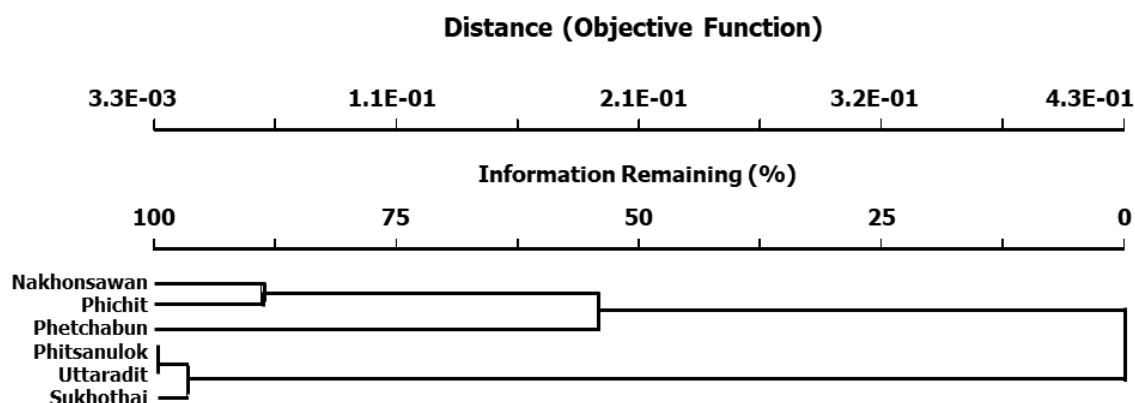 Distance (Objective Function)
3.3E-03 1.1E-01 2.1E-01 3.2E-01 4.3E-01
Information Remaining (%)
100 75 50 25 0
Nakhonsawan
Phichit
Phetchabun
Phitsanulok
Uttaradit
Sukhothai